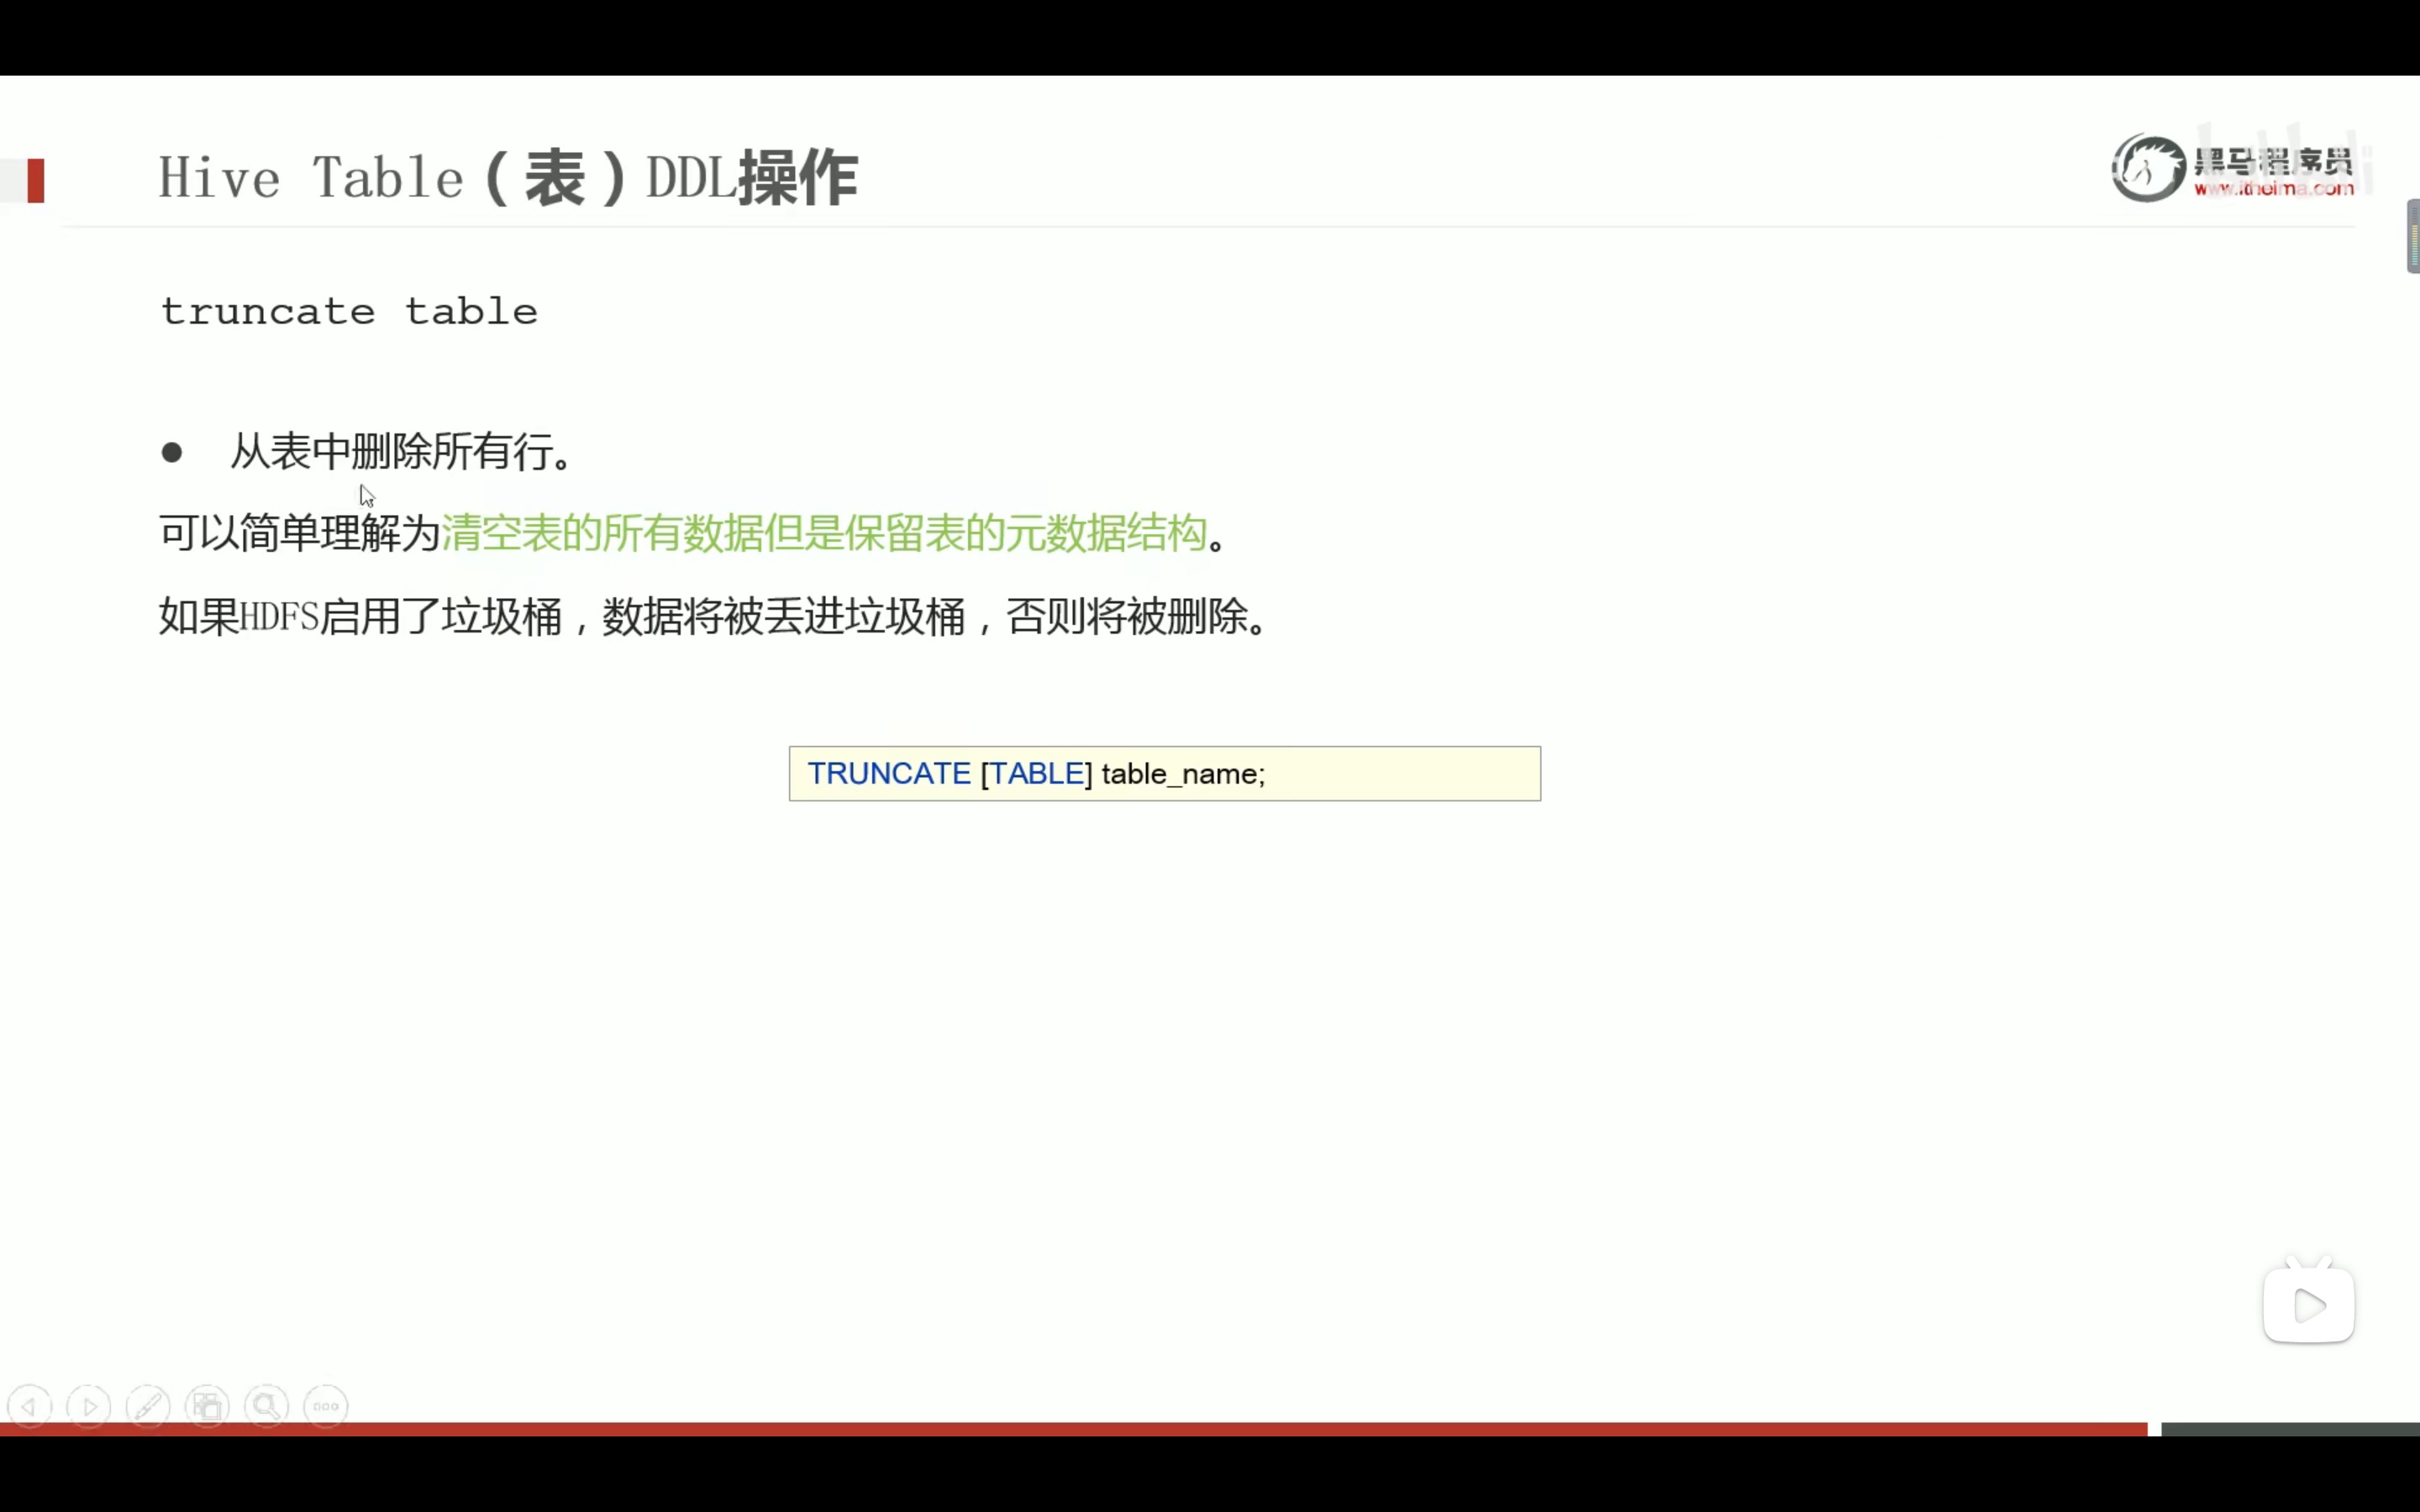 Hive Table（表）DDL操作
黑马程序员
www.itheima.com
truncate table
● 从表中删除所有行。
可以简单理解为清空表的所有数据但是保留表的元数据结构。
如果HDFS启用了垃圾桶，数据将被丢进垃圾桶，否则将被删除。
TRUNCATE [TABLE] table_name;